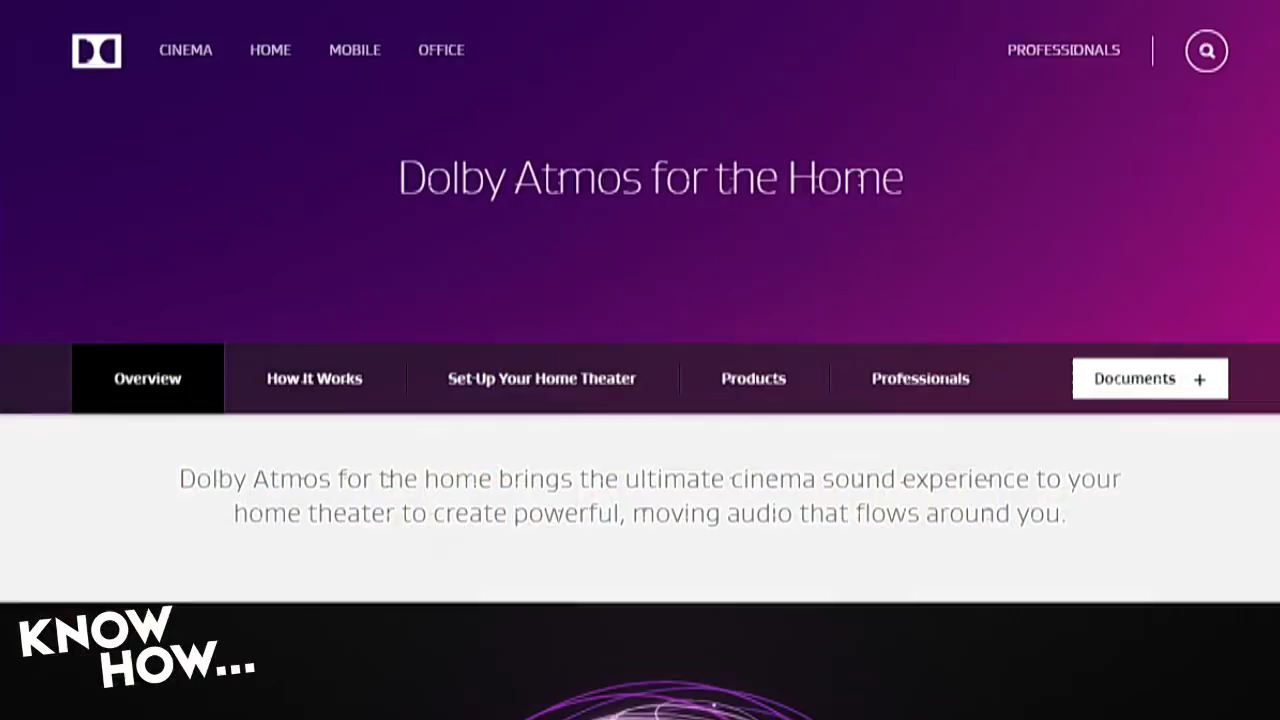 CINEMA HOME MOBILE OFFICE PROFESSIONALS
Dolby Atmos for the Home
Overview How It Works Set Up Your Home Theater Products Professionals Documents +
Dolby Atmos for the home brings the ultimate cinema sound experience to your
home theater to create powerful, moving audio that flows around you.
KNOW
HOW...